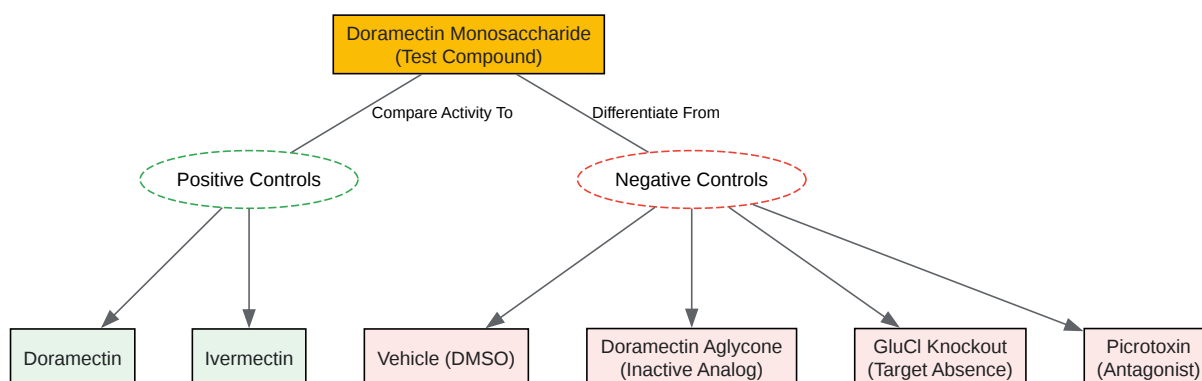 Doramectin Monosaccharide
(Test Compound)
Compare Activity To
Differentiate From
Positive Controls
Negative Controls
Doramectin
Ivermectin
Vehicle (DMSO)
Doramectin Aglycone
(Inactive Analog)
GluCl Knockout
(Target Absence)
Picrotoxin
(Antagonist)